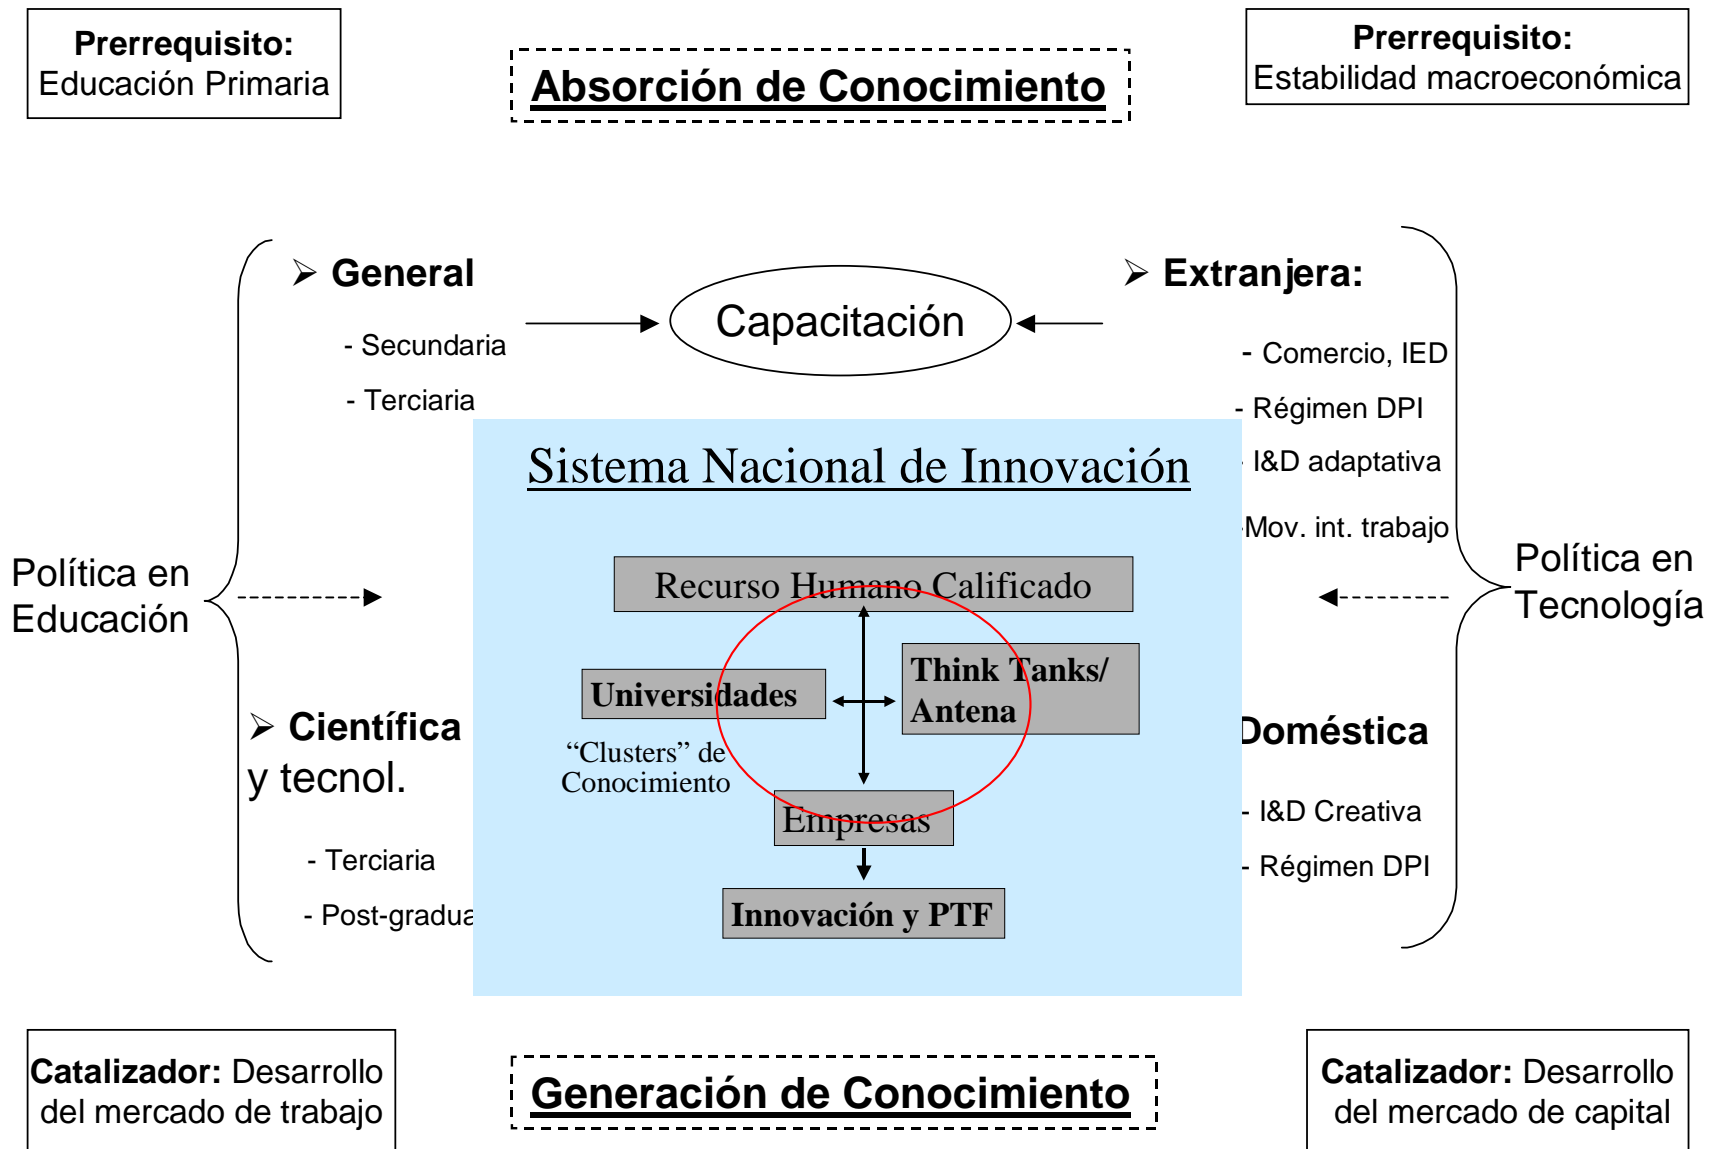 Prerrequisito:
Educación Primaria
Absorción de Conocimiento
Prerrequisito:
Estabilidad macroeconómica
➢ General
- Secundaria
- Terciaria
Capacitación
➢ Extranjera:
- Comercio, IED
- Régimen DPI
- I&D adaptativa
-Mov. int. trabajo
Política en
Educación
Sistema Nacional de Innovación
Recurso Humano Calificado
Universidades
Think Tanks/
Antena
“Clusters” de
Conocimiento
Empresas
Innovación y PTF
Política en
Tecnología
➢ Científica
y tecnol.
- Terciaria
- Post-gradua
Doméstica
- I&D Creativa
- Régimen DPI
Catalizador: Desarrollo
del mercado de trabajo
Generación de Conocimiento
Catalizador: Desarrollo
del mercado de capital